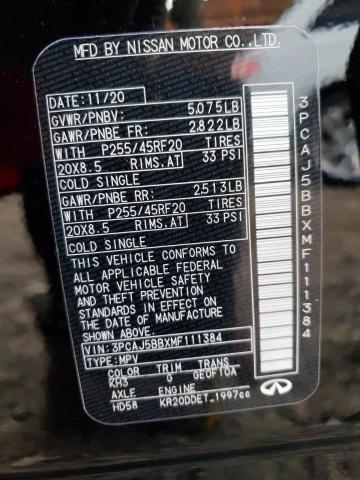 MFD BY NISSAN MOTOR CO.,LTD.
DATE:11/20
GVWR/PNBV: 5,075LB
GAWR/PNBE FR: 2,822LB
WITH P255/45RF20 TIRES
20X8.5 RIMS.AT 33 PSI
COLD SINGLE
GAWR/PNBE RR: 2,513LB
WITH P255/45RF20 TIRES
20X8.5 RIMS.AT 33 PSI
COLD SINGLE
THIS VEHICLE CONFORMS TO
ALL APPLICABLE FEDERAL
MOTOR VEHICLE SAFETY
AND THEFT PREVENTION
STANDARDS IN EFFECT ON
THE DATE OF MANUFACTURE
SHOWN ABOVE.
VIN:3PCAJ5BBXMF111384
TYPE:MPV
COLOR TRIM TRANS
KH3 G GE0F10A
AXLE ENGINE
HD58 KR20DDET_1997cc
3PCAJ5BBXMF111384